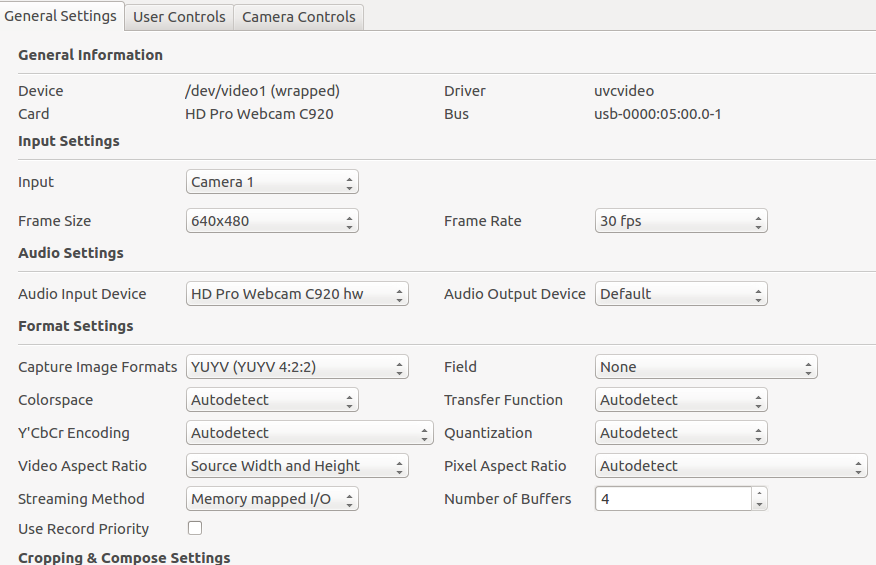 General Settings User Controls Camera Controls
General Information
Device /dev/video1 (wrapped) Driver uvcvideo
Card HD Pro Webcam C920 Bus usb-0000:05:00.0-1
Input Settings
Input Camera 1
Frame Size 640x480 Frame Rate 30 fps
Audio Settings
Audio Input Device HD Pro Webcam C920 hw Audio Output Device Default
Format Settings
Capture Image Formats YUYV (YUYV 4:2:2) Field None
Colorspace Autodetect Transfer Function Autodetect
Y'CbCr Encoding Autodetect Quantization Autodetect
Video Aspect Ratio Source Width and Height Pixel Aspect Ratio Autodetect
Streaming Method Memory mapped I/O Number of Buffers 4
Use Record Priority
Cropping & Compose Settings